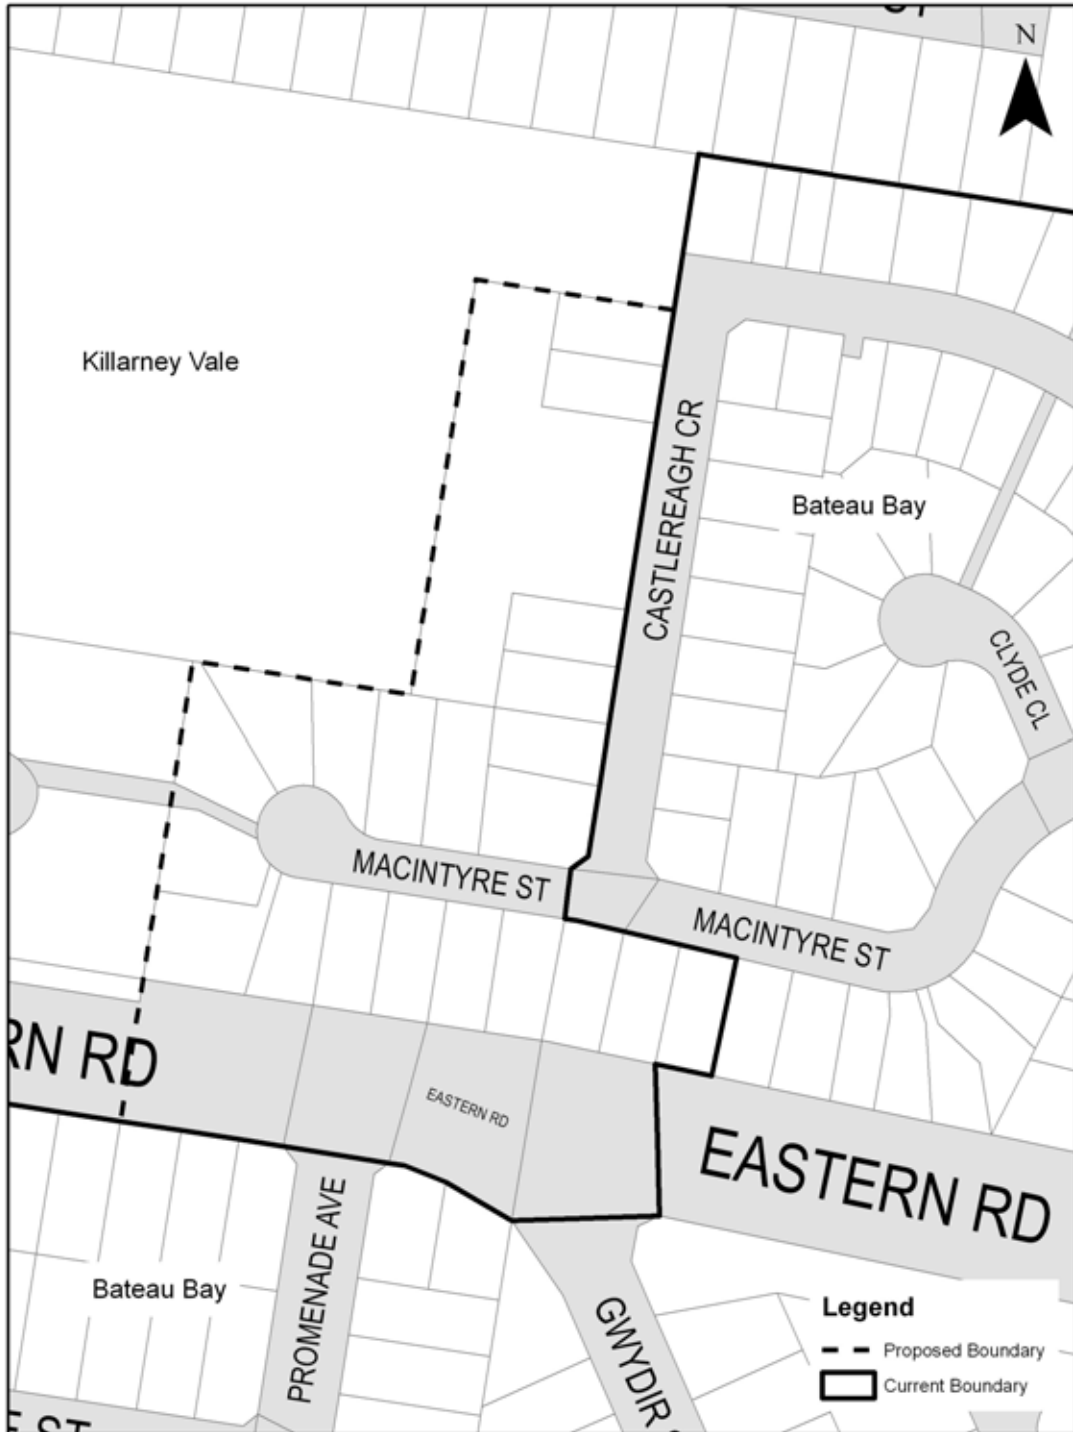 N
Killarney Vale
CASTLEREAGH CR
Bateau Bay
CLYDE CL
MACINTYRE ST
MACINTYRE ST
RN RD
EASTERN RD
EASTERN RD
PROMENADE AVE
Bateau Bay
GWYDIR
Legend
Proposed Boundary
Current Boundary
ST